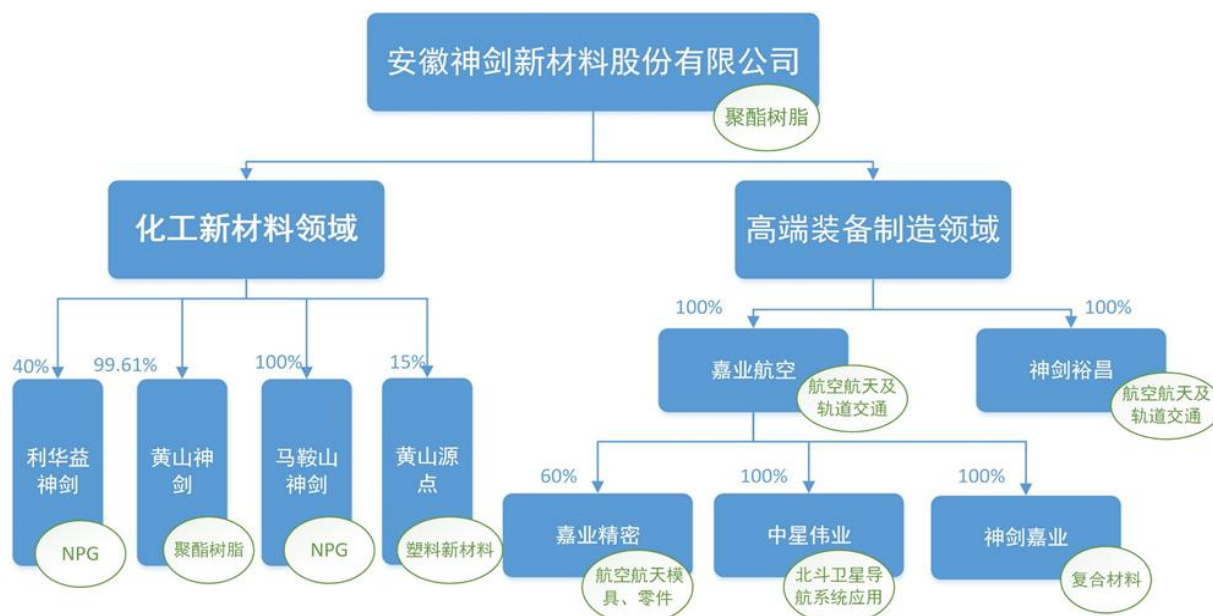 安徽神剑新材料股份有限公司
聚酯树脂
化工新材料领域
高端装备制造领域
40%
99.61%
100%
15%
利华益
神剑
NPG
黄山神
剑
聚酯树脂
马鞍山
神剑
NPG
黄山源
点
塑料新材料
100%
100%
嘉业航空
航空航天及
轨道交通
神剑裕昌
航空航天及
轨道交通
60%
100%
100%
嘉业精密
航空航天模
具、零件
中星伟业
北斗卫星导
航系统应用
神剑嘉业
复合材料